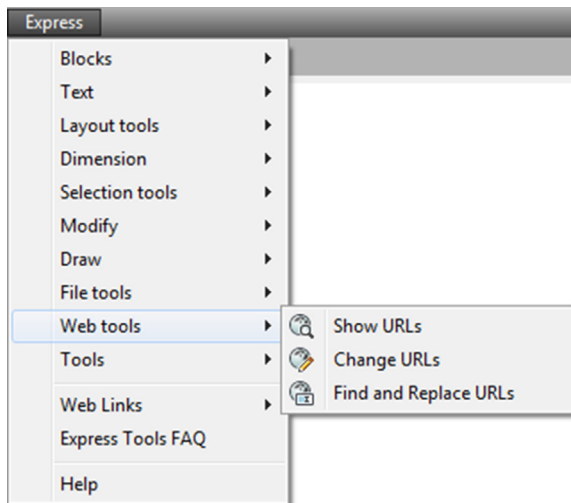 Express
Blocks
Text
Layout tools
Dimension
Selection tools
Modify
Draw
File tools
Web tools
Show URLs
Change URLs
Find and Replace URLs
Tools
Web Links
Express Tools FAQ
Help